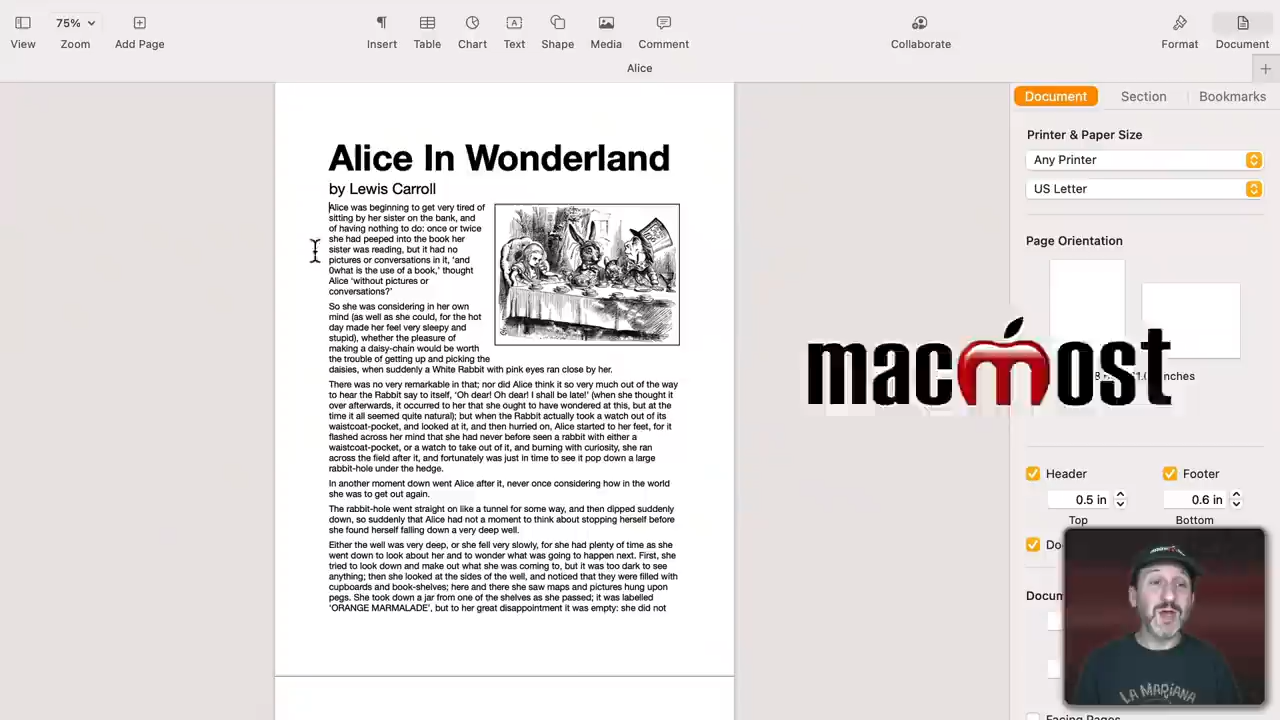 75%
View
Zoom
Add Page
Insert
Table
Chart
Text
Shape
Media
Comment
Collaborate
Format
Document
Alice
Document
Section
Bookmarks
Alice In Wonderland
by Lewis Carroll
Alice was beginning to get very tired of
sitting by her sister on the bank, and
of having nothing to do: once or twice
she had peeped into the book her
sister was reading, but it had no
pictures or conversations in it, ‘and
0what is the use of a book,’ thought
Alice ‘without pictures or
conversations?’
So she was considering in her own
mind (as well as she could, for the hot
day made her feel very sleepy and
stupid), whether the pleasure of
making a daisy-chain would be worth
the trouble of getting up and picking the
daisies, when suddenly a White Rabbit with pink eyes ran close by her.
There was no very remarkable in that; nor did Alice think it so very much out of the way
to hear the Rabbit say to itself, ‘Oh dear! Oh dear! I shall be late!’ (when she thought it
over afterwards, it occurred to her that she ought to have wondered at this, but at the
time it all seemed quite natural); but when the Rabbit actually took a watch out of its
waistcoat-pocket, and looked at it, and then hurried on, Alice started to her feet, for it
flashed across her mind that she had never before seen a rabbit with either a
waistcoat-pocket, or a watch to take out of it, and burning with curiosity, she ran
across the field after it, and fortunately was just in time to see it pop down a large
rabbit-hole under the hedge.
In another moment down went Alice after it, never once considering how in the world
she was to get out again.
The rabbit-hole went straight on like a tunnel for some way, and then dipped suddenly
down, so suddenly that Alice had not a moment to think about stopping herself before
she found herself falling down a very deep well.
Either the well was very deep, or she fell very slowly, for she had plenty of time as she
went down to look about her and to wonder what was going to happen next. First, she
tried to look down and make out what she was coming to, but it was too dark to see
anything; then she looked at the sides of the well, and noticed that they were filled with
cupboards and book-shelves; here and there she saw maps and pictures hung upon
pegs. She took down a jar from one of the shelves as she passed; it was labelled
‘ORANGE MARMALADE’, but to her great disappointment it was empty: she did not
Printer & Paper Size
Any Printer
US Letter
Page Orientation
macmost
inches
Header
Footer
0.5 in
0.6 in
Top
Bottom
LA MARIANA